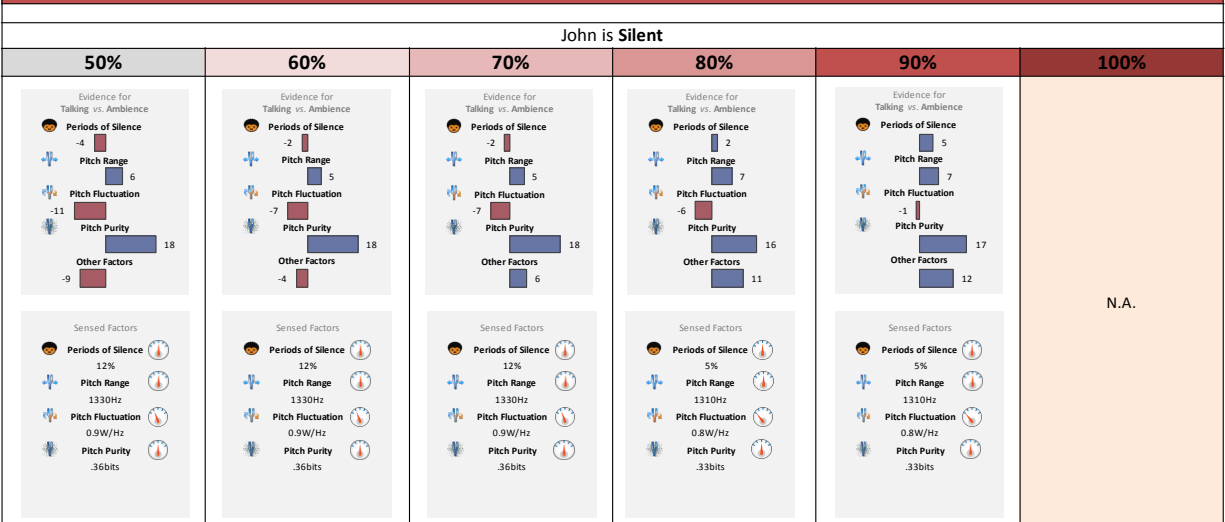 John is Silent
50%
60%
70%
80%
90%
100%
Evidence for
Talking vs. Ambience
Periods of Silence
-4
Pitch Range
6
Pitch Fluctuation
-11
Pitch Purity
18
Other Factors
-9
Sensed Factors
Periods of Silence
12%
Pitch Range
1330Hz
Pitch Fluctuation
0.9W/Hz
Pitch Purity
.36bits
Evidence for
Talking vs. Ambience
Periods of Silence
-2
Pitch Range
5
Pitch Fluctuation
-7
Pitch Purity
18
Other Factors
-4
Sensed Factors
Periods of Silence
12%
Pitch Range
1330Hz
Pitch Fluctuation
0.9W/Hz
Pitch Purity
.36bits
Evidence for
Talking vs. Ambience
Periods of Silence
-2
Pitch Range
5
Pitch Fluctuation
-7
Pitch Purity
18
Other Factors
6
Sensed Factors
Periods of Silence
12%
Pitch Range
1330Hz
Pitch Fluctuation
0.9W/Hz
Pitch Purity
.36bits
Evidence for
Talking vs. Ambience
Periods of Silence
2
Pitch Range
7
Pitch Fluctuation
-6
Pitch Purity
16
Other Factors
11
Sensed Factors
Periods of Silence
5%
Pitch Range
1310Hz
Pitch Fluctuation
0.8W/Hz
Pitch Purity
.33bits
Evidence for
Talking vs. Ambience
Periods of Silence
5
Pitch Range
7
Pitch Fluctuation
-1
Pitch Purity
17
Other Factors
12
Sensed Factors
Periods of Silence
5%
Pitch Range
1310Hz
Pitch Fluctuation
0.8W/Hz
Pitch Purity
.33bits
N.A.